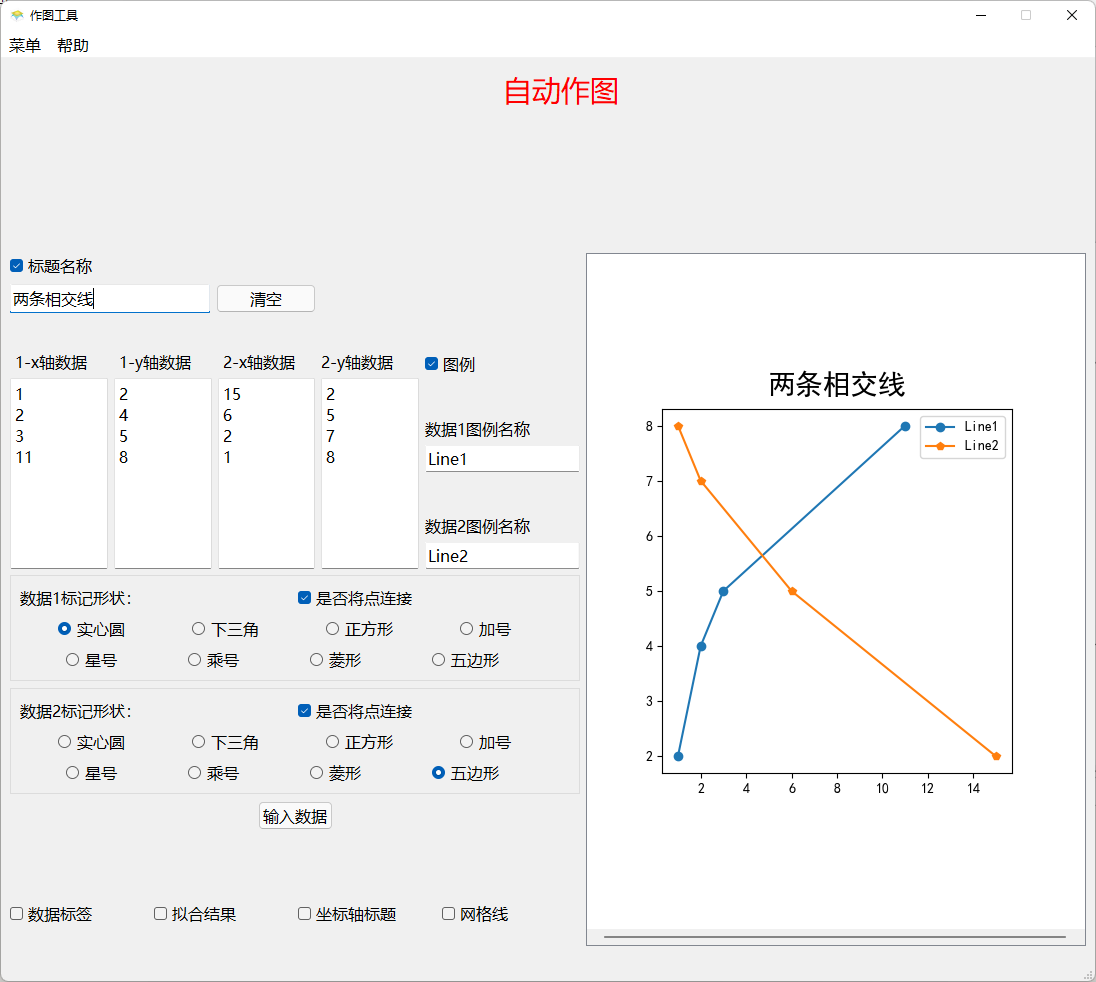 作图工具
菜单 帮助
自动作图
标题名称
两条相交线 清空
1-x轴数据 1-y轴数据 2-x轴数据 2-y轴数据 图例
1 2 15 2
2 4 6 5
3 5 2 7
11 8 1 8
数据1图例名称
Line1
数据2图例名称
Line2
数据1标记形状： 是否将点连接
实心圆 下三角 正方形 加号
星号 乘号 菱形 五边形
数据2标记形状： 是否将点连接
实心圆 下三角 正方形 加号
星号 乘号 菱形 五边形
输入数据
数据标签 拟合结果 坐标轴标题 网格线
两条相交线
Line1
Line2
8
7
6
5
4
3
2
2 4 6 8 10 12 14